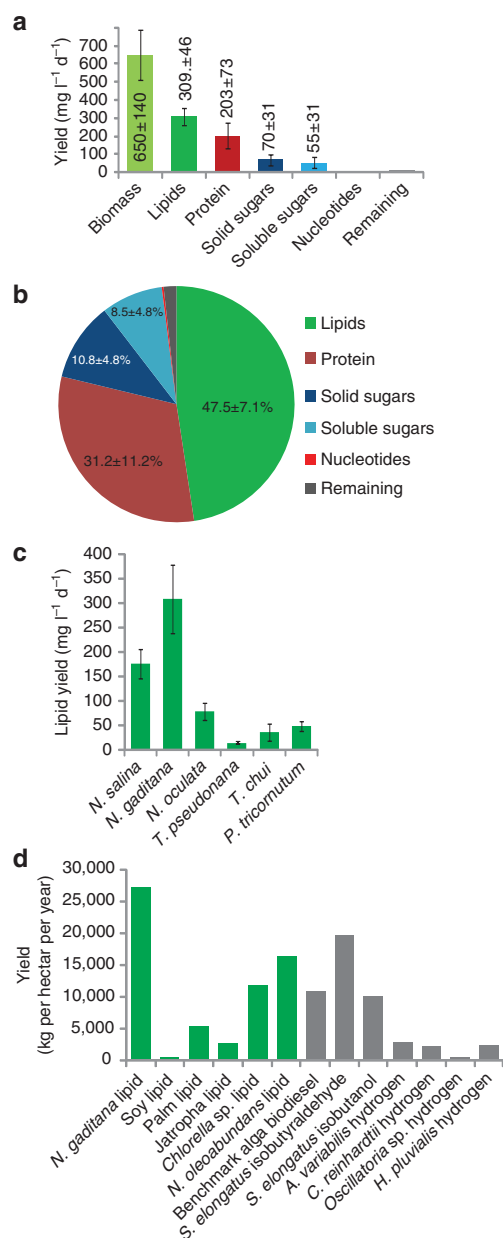 a
Yield (mg l⁻¹ d⁻¹)
700
600
500
400
300
200
100
0
650±140
309.±46
203±73
70±31
55±31
Biomass
Lipids
Protein
Solid sugars
Soluble sugars
Nucleotides
Remaining
b
8.5±4.8%
10.8±4.8%
47.5±7.1%
31.2±11.2%
Lipids
Protein
Solid sugars
Soluble sugars
Nucleotides
Remaining
c
Lipid yield (mg l⁻¹ d⁻¹)
400
350
300
250
200
150
100
50
0
N. salina
N. gaditana
N. oculata
T. pseudonana
T. chui
P. tricornutum
d
Yield
(kg per hectar per year)
30,000
25,000
20,000
15,000
10,000
5,000
0
N. gaditana lipid
Soy lipid
Palm lipid
Jatropha lipid
Chlorella sp. lipid
N. oleoabundans lipid
Benchmark alga biodiesel
S. elongatus isobutyraldehyde
S. elongatus isobutanol
A. variabilis hydrogen
C. reinhardtii hydrogen
Oscillatoria sp. hydrogen
H. pluvialis hydrogen